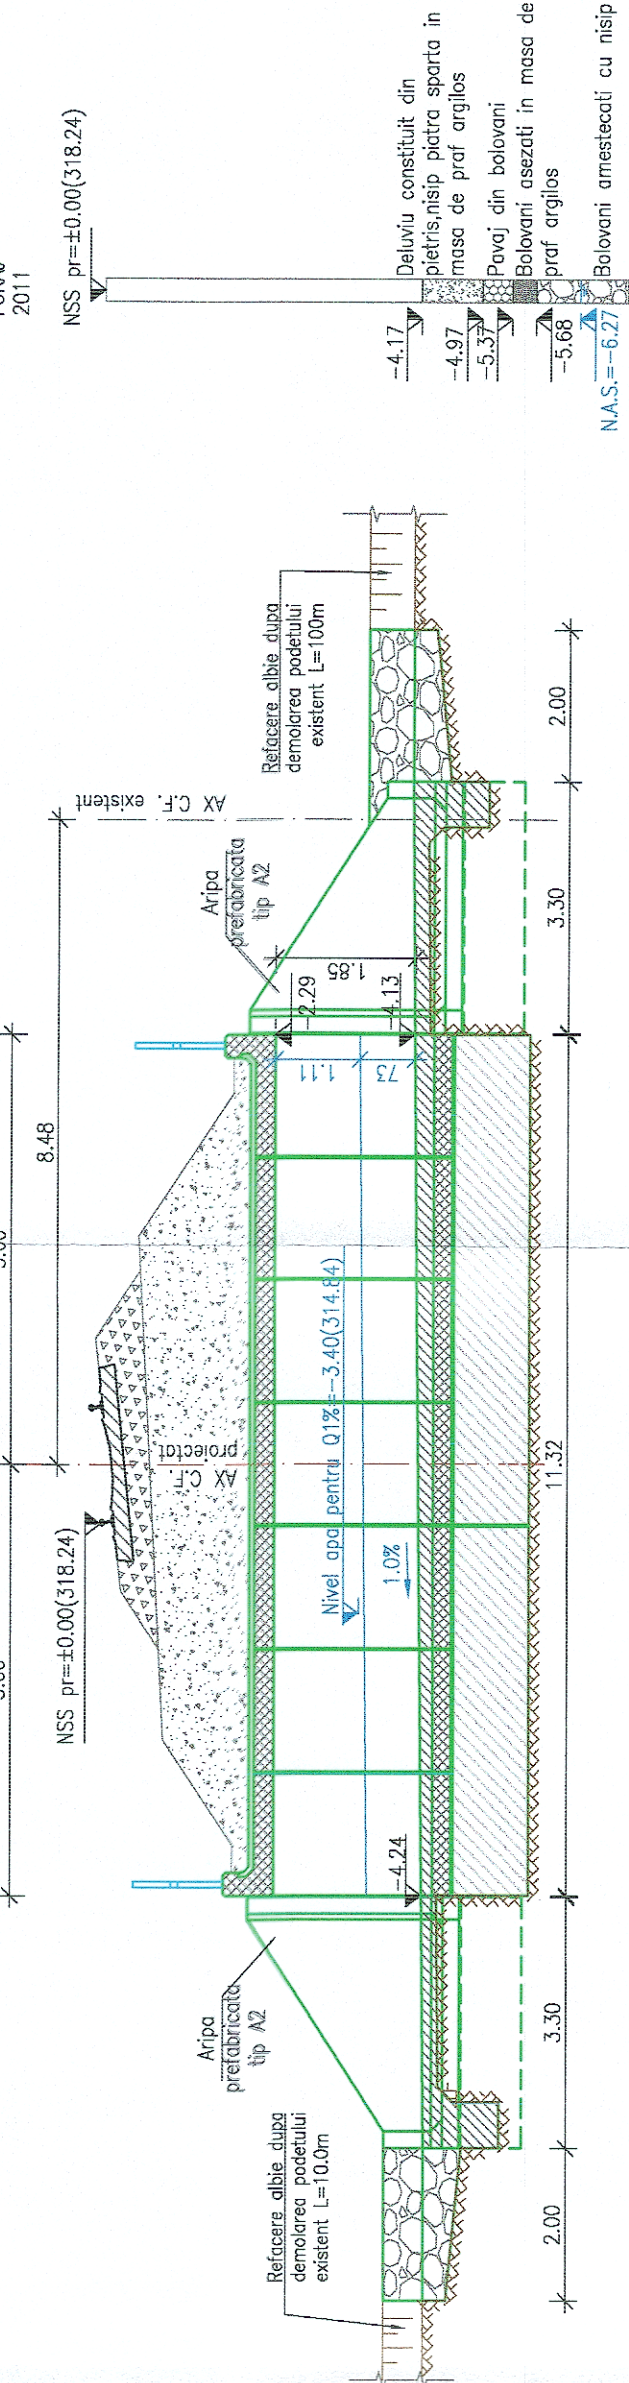 2011
NSS pr=±0.00(318.24)
-4.17
-4.97
-5.37
-5.68
N.A.S.=-6.27
Deluviu constituit din
pietris,nisip piatra sparta in
masa de praf argilos
Pavaj din bolovani
Bolovani asezati in masa de
praf argilos
Bolovani amestecati cu nisip
8.48
NSS pr=±0.00(318.24)
AX C.F.
proiectat
AX C.F. existent
Refacere albie dupa
demolarea podetului
existent L=10.0m
Aripa
prefabricata
tip A2
Nivel apa pentru Q1%=-3.40(314.84)
1.0%
-4.24
1.11
73
-2.29
-4.13
1.85
Aripa
prefabricata
tip A2
Refacere albie dupa
demolarea podetului
existent L=100m
2.00
3.30
11.32
3.30
2.00